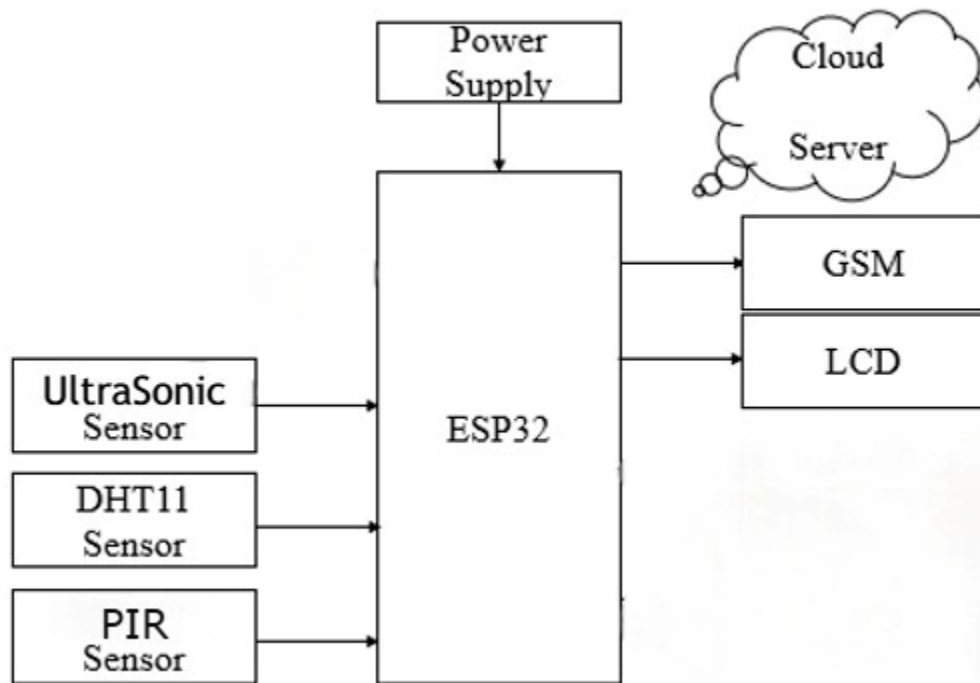 Power
Supply
Cloud
Server
GSM
LCD
UltraSonic
Sensor
ESP32
DHT11
Sensor
PIR
Sensor